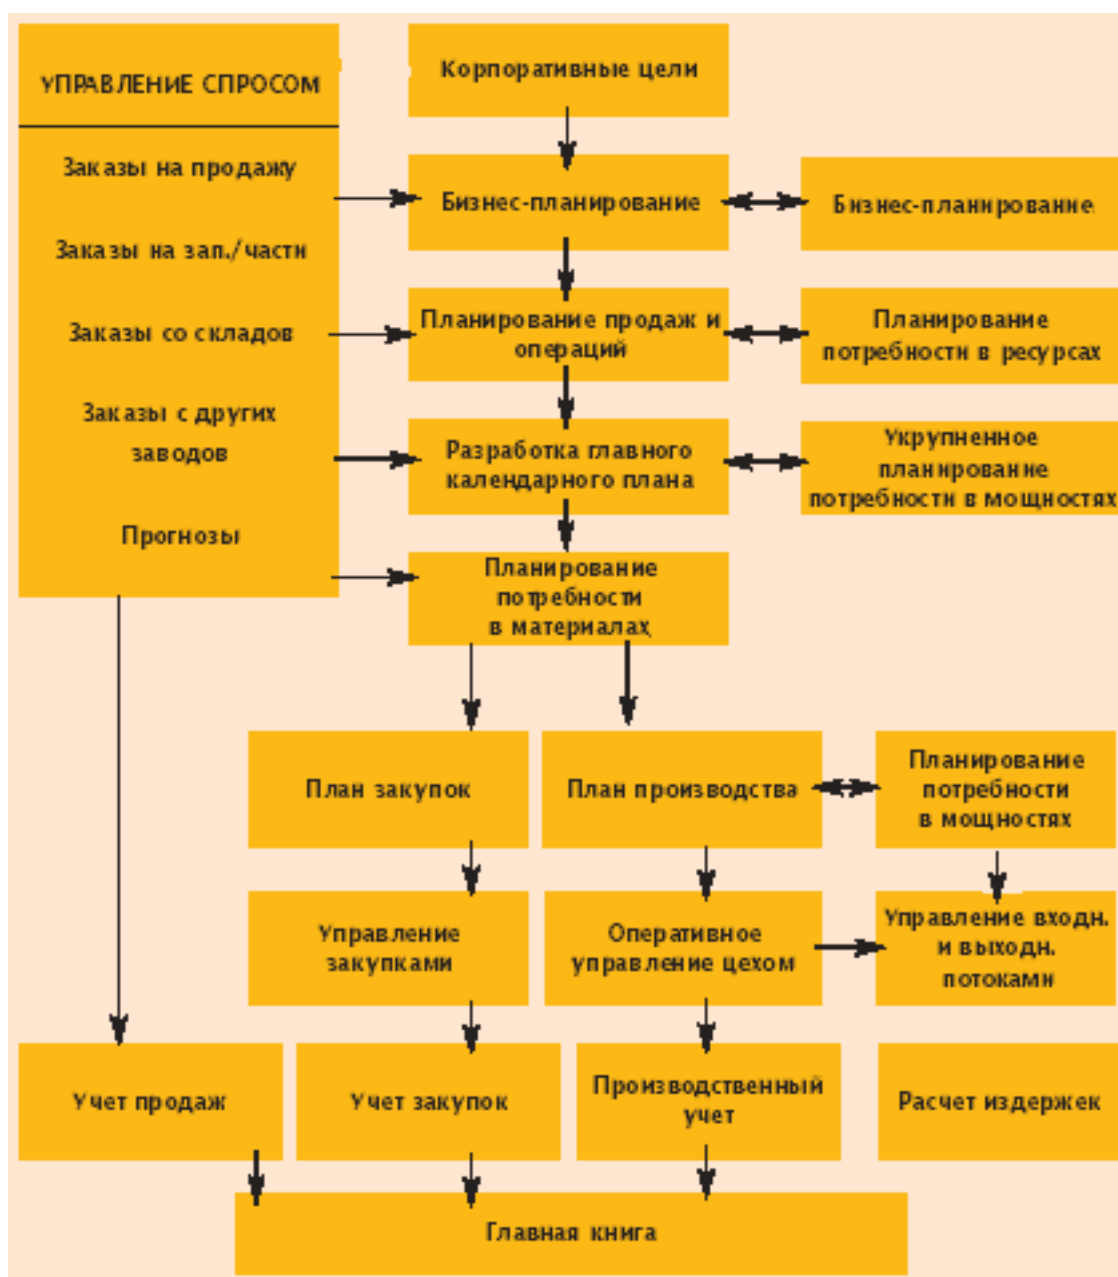 УПРАВЛЕНИЕ СПРОСОМ
Заказы на продажу
Заказы на зап./части
Заказы со складов
Заказы с других
заводов
Прогнозы
Корпоративные цели
Бизнес-планирование
Бизнес-планирование
Планирование продаж и
операций
Планирование
потребности в ресурсах
Разработка главного
календарного плана
Укрупненное
планирование
потребности в мощностях
Планирование
потребности
в материалах
План закупок
План производства
Планирование
потребности
в мощностях
Управление
закупками
Оперативное
управление цехом
Управление входн.
и выходн.
потоками
Учет продаж
Учет закупок
Производственный
учет
Расчет издержек
Главная книга